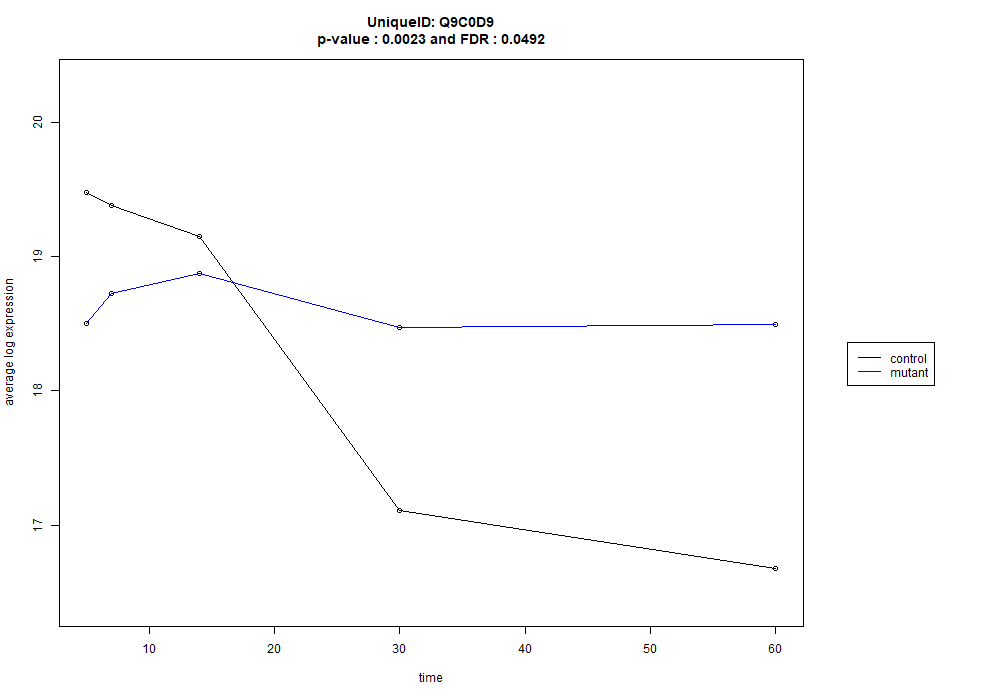 UniqueID: Q9C0D9
p-value : 0.0023 and FDR : 0.0492
average log expression
20
19
18
17
10
20
30
40
50
60
time
control
mutant